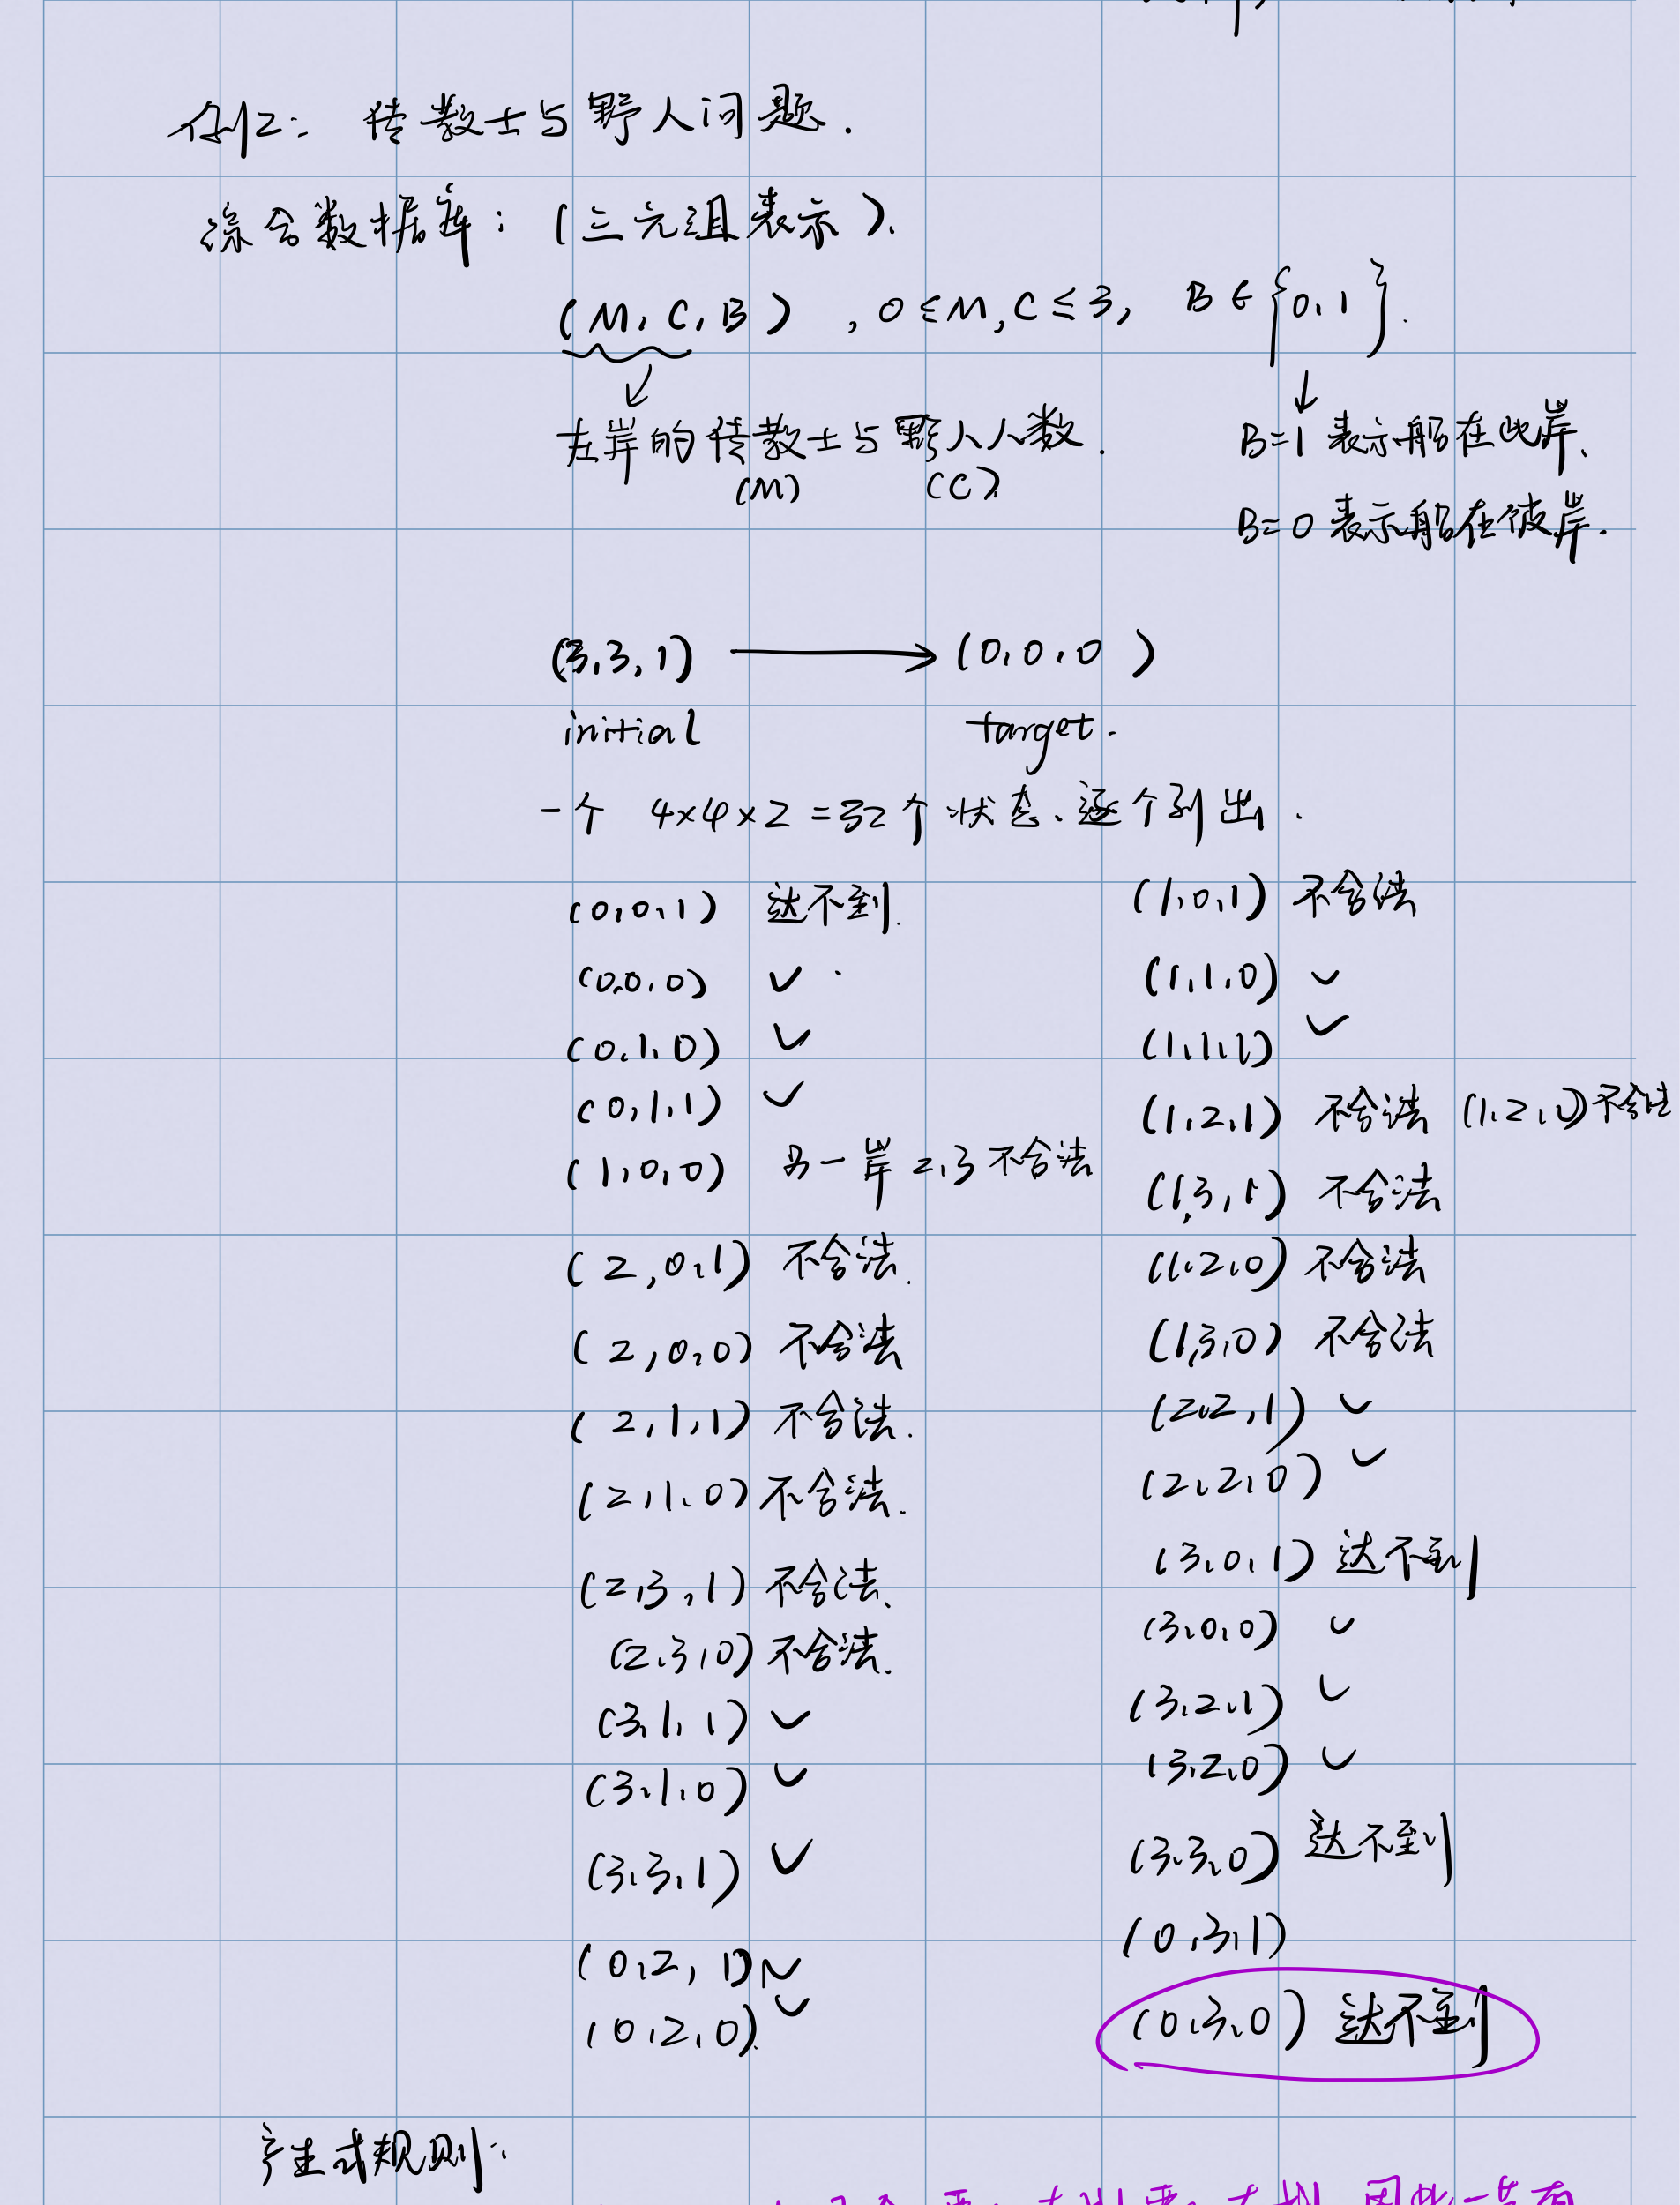 例2： 传教士与野人问题.
综合数据库：(三元组表示).
(M, C, B) , 0≤M,C≤3, B∈{0,1}.
左岸的传教士与野人人数.
(M) (C)
B=1 表示船在此岸、
B=0 表示船在彼岸.
(3,3,1) → (0,0,0)
initial target.
一个 4×4×2=32个状态、逐个列出.
(0,0,1) 达不到.
(0,0,0) ✓
(0,1,0) ✓
(0,1,1) ✓
(1,0,0) 另一岸 2,3 不合法
(2,0,1) 不合法.
(2,0,0) 不合法
(2,1,1) 不合法.
(2,1,0) 不合法.
(2,3,1) 不合法、
(2,3,0) 不合法.
(3,1,1) ✓
(3,1,0) ✓
(3,3,1) ✓
(0,2,1) ✓
(0,2,0) ✓
(1,0,1) 不合法
(1,1,0) ✓
(1,1,1) ✓
(1,2,1) 不合法 (1,2,0) 不合法
(1,3,1) 不合法
(1,2,0) 不合法
(1,3,0) 不合法
(2,2,1) ✓
(2,2,0) ✓
(3,0,1) 达不到
(3,0,0) ✓
(3,2,1) ✓
(3,2,0) ✓
(3,3,0) 达不到
(0,3,1)
(0,3,0) 达不到
产生式规则：